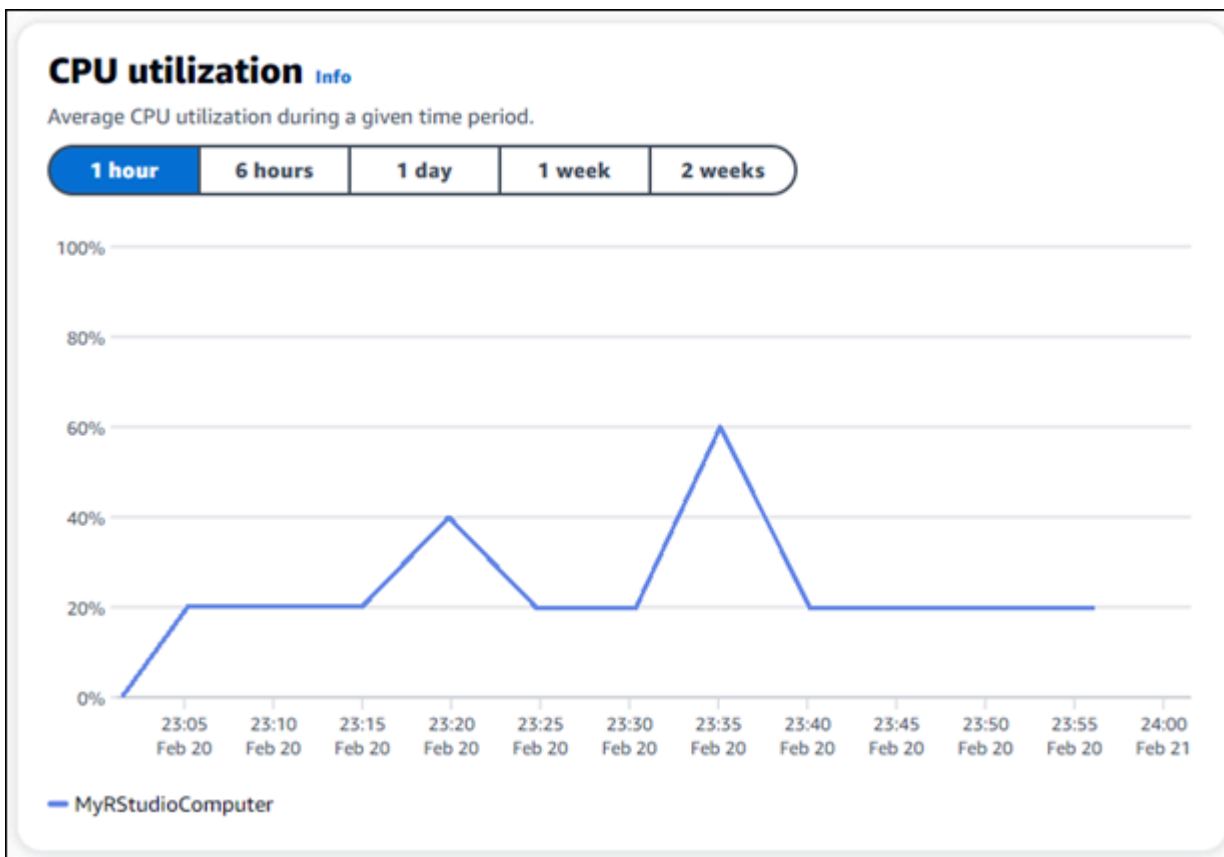 CPU utilization Info
Average CPU utilization during a given time period.
1 hour 6 hours 1 day 1 week 2 weeks
100%
80%
60%
40%
20%
0%
23:05 23:10 23:15 23:20 23:25 23:30 23:35 23:40 23:45 23:50 23:55 24:00
Feb 20 Feb 20 Feb 20 Feb 20 Feb 20 Feb 20 Feb 20 Feb 20 Feb 20 Feb 20 Feb 20 Feb 21
MyRStudioComputer